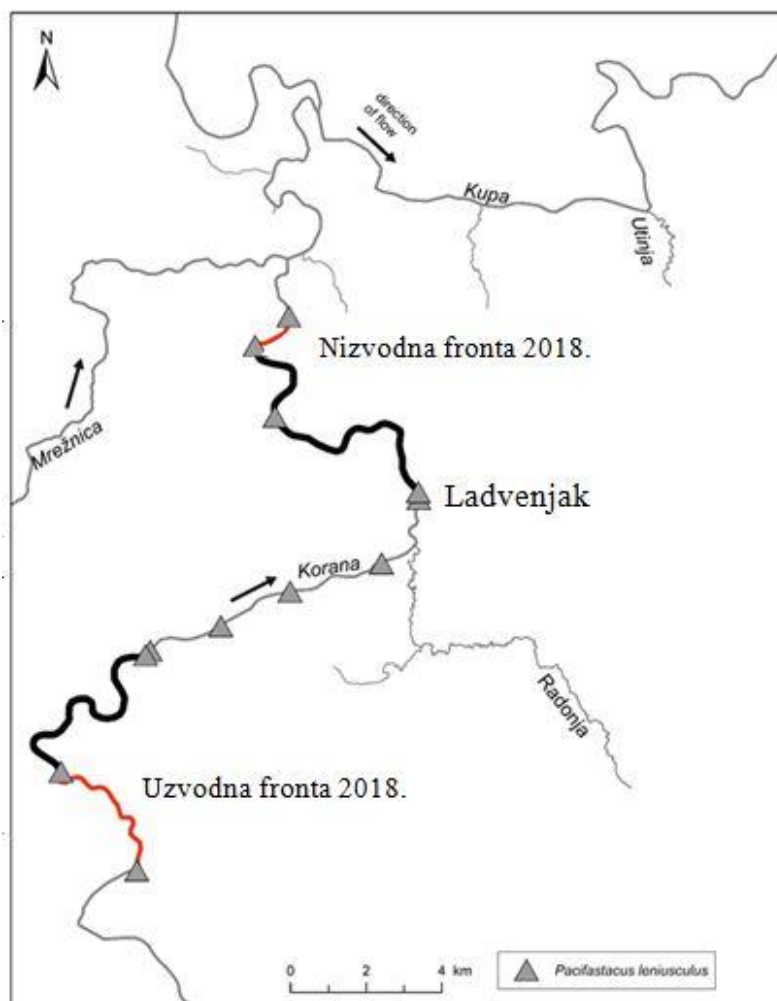 N
direction
of flow
Kupa
Utinja
Nizvodna fronta 2018.
Mrežnica
Ladvenjak
Korana
Radonja
Uzvodna fronta 2018.
0 2 4 km
Pacifastacus leniusculus